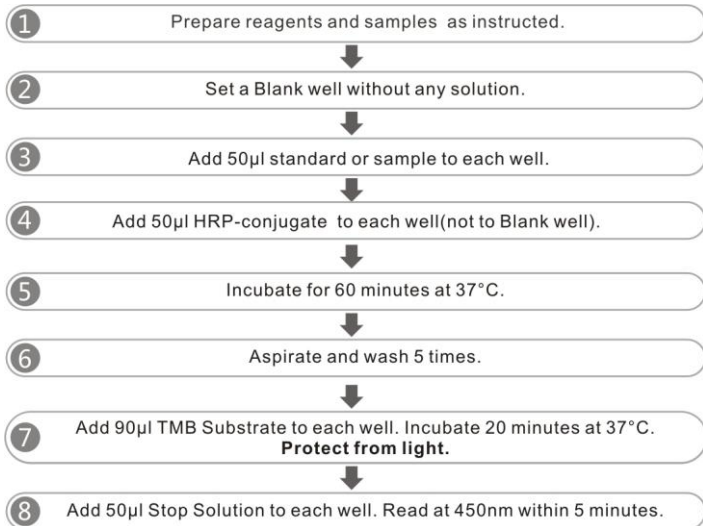 1 Prepare reagents and samples as instructed.
2 Set a Blank well without any solution.
3 Add 50μl standard or sample to each well.
4 Add 50μl HRP-conjugate to each well(not to Blank well).
5 Incubate for 60 minutes at 37°C.
6 Aspirate and wash 5 times.
7 Add 90μl TMB Substrate to each well. Incubate 20 minutes at 37°C.
Protect from light.
8 Add 50μl Stop Solution to each well. Read at 450nm within 5 minutes.